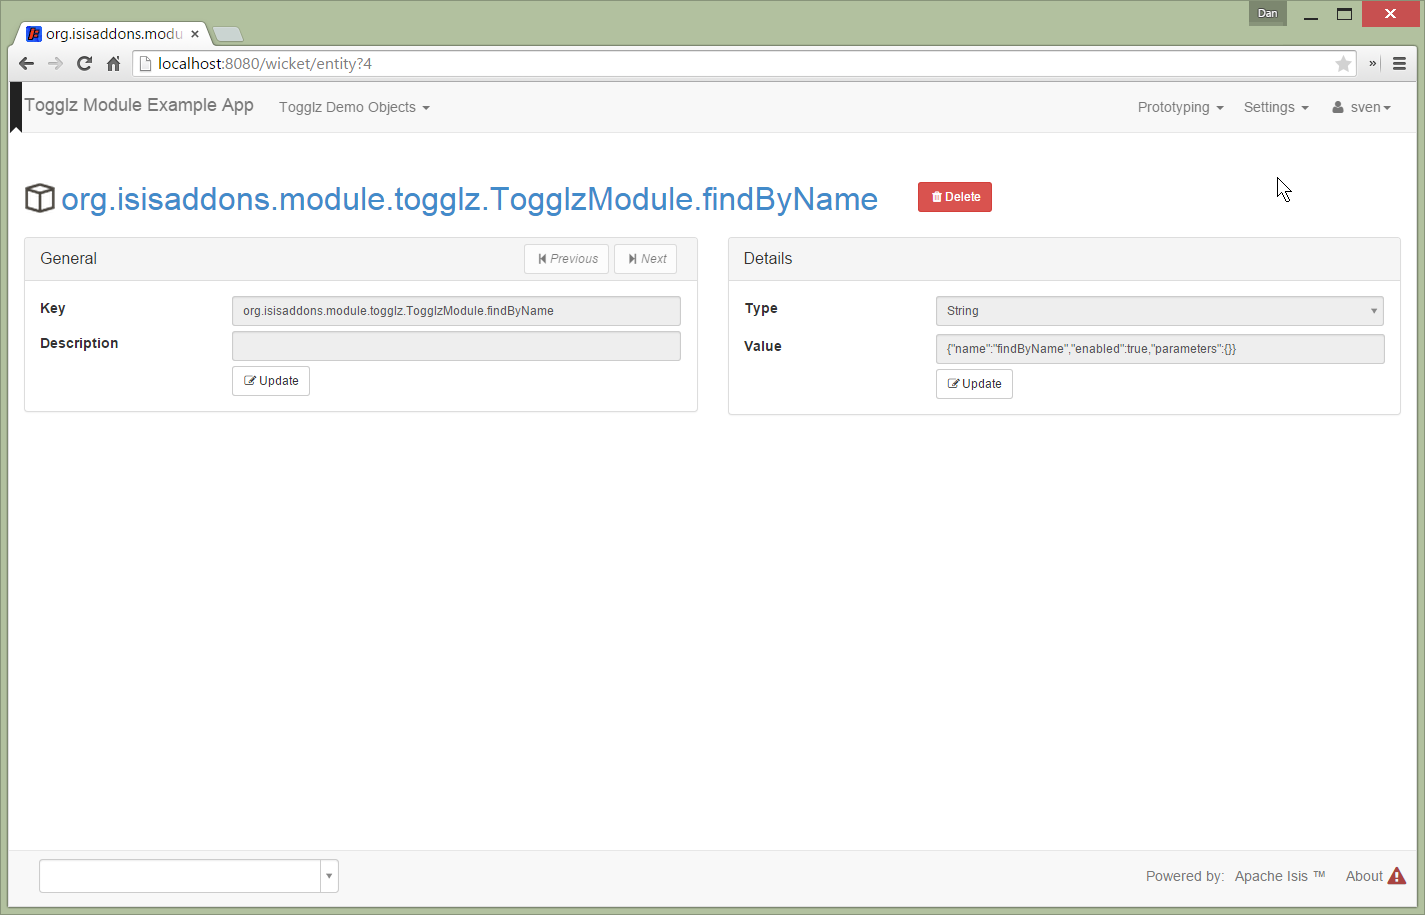 Dan
org.isisaddons.modu
localhost:8080/wicket/entity?4
Togglz Module Example App Togglz Demo Objects Prototyping Settings sven
org.isisaddons.module.togglz.TogglzModule.findByName Delete
General Previous Next
Key org.isisaddons.module.togglz.TogglzModule.findByName
Description
Update
Details
Type String
Value {"name":"findByName","enabled":true,"parameters":{}}
Update
Powered by: Apache Isis ™ About